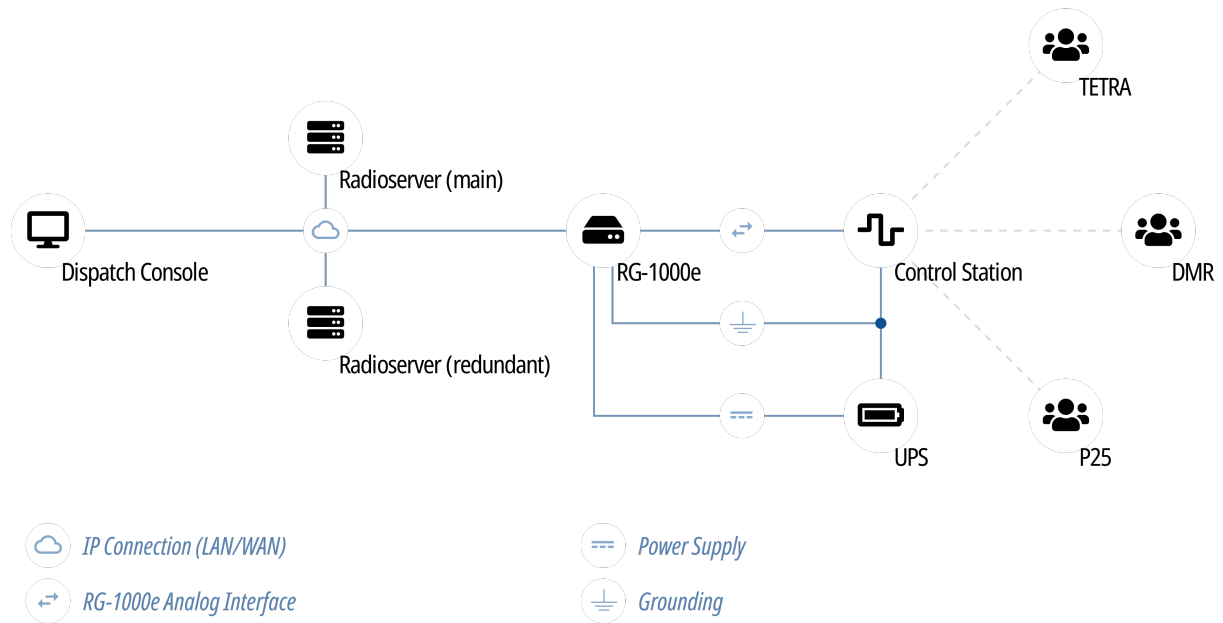 TETRA
Radioserver (main)
Dispatch Console
RG-1000e
Control Station
DMR
Radioserver (redundant)
UPS
P25
IP Connection (LAN/WAN)
Power Supply
RG-1000e Analog Interface
Grounding